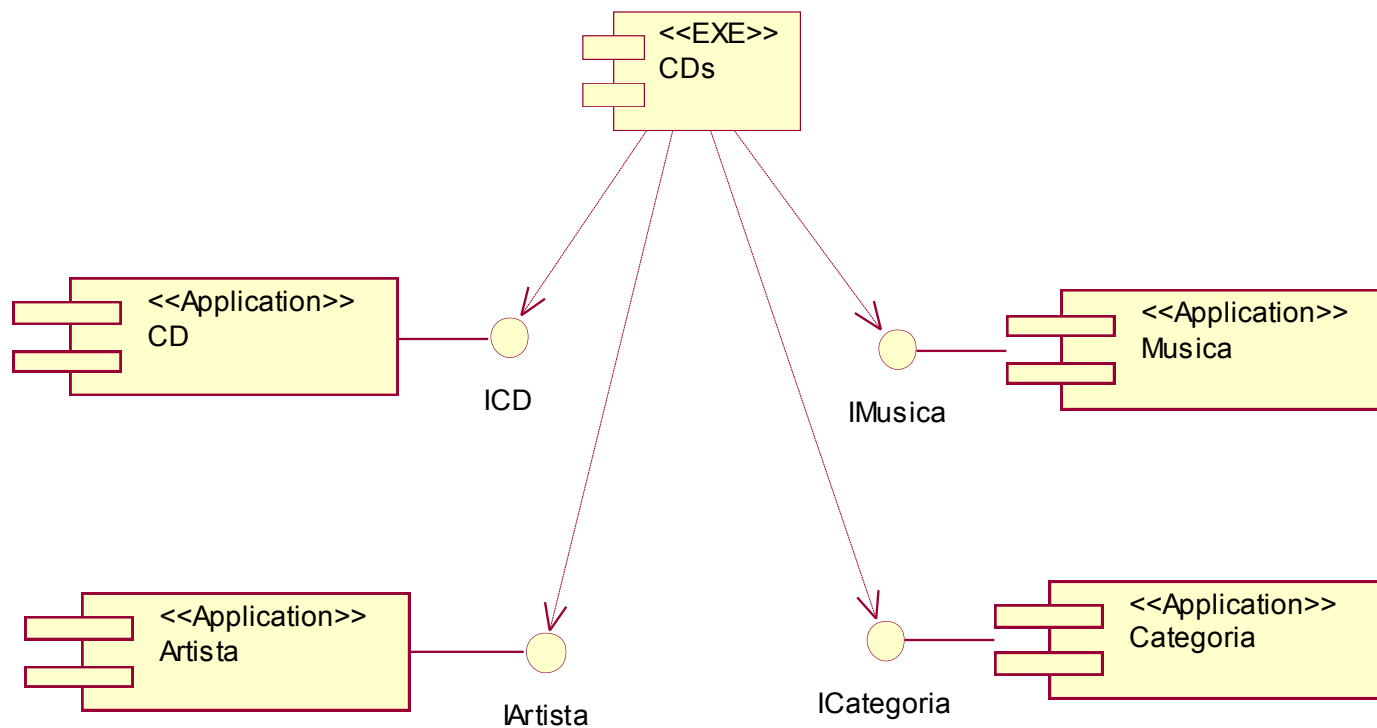 <<EXE>>
CDs
<<Application>>
CD
ICD
<<Application>>
Musica
IMusica
<<Application>>
Artista
IArtista
<<Application>>
Categoria
ICategoria